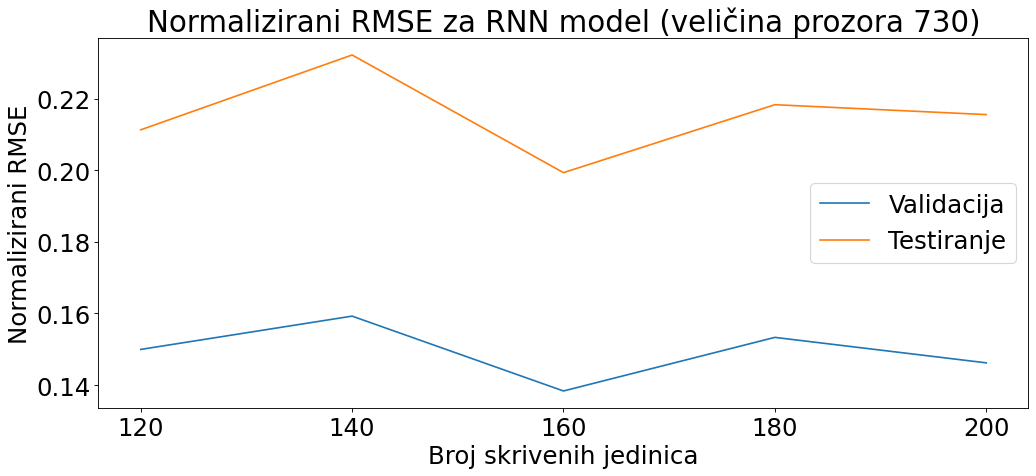 Normalizirani RMSE za RNN model (veličina prozora 730)
Normalizirani RMSE
0.22
0.20
0.18
0.16
0.14
Validacija
Testiranje
120 140 160 180 200
Broj skrivenih jedinica